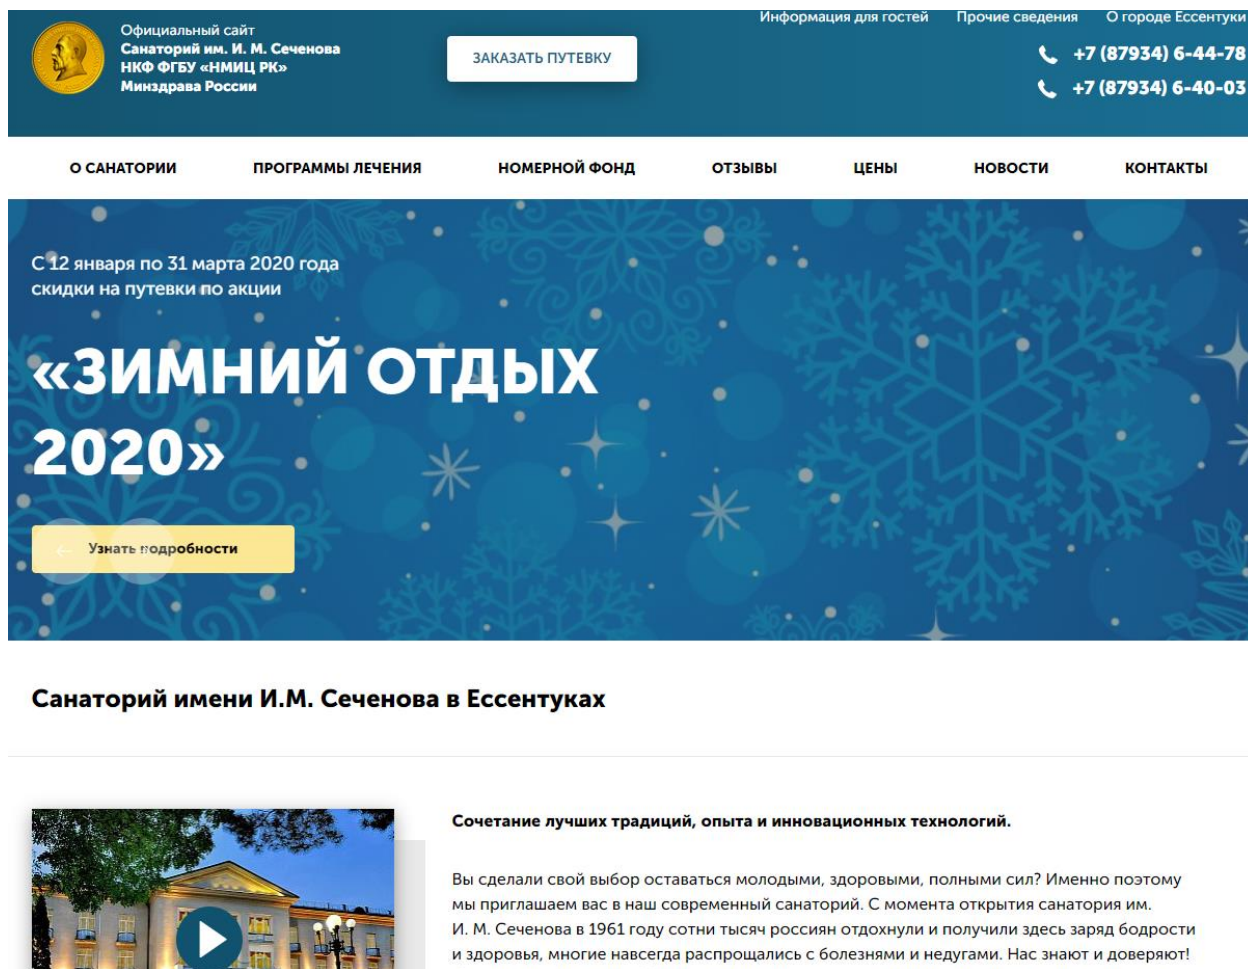 Информация для гостей Прочие сведения О городе Ессентуки
Официальный сайт
Санаторий им. И. М. Сеченова
НКФ ФГБУ «НМИЦ РК»
Минздрава России
ЗАКАЗАТЬ ПУТЕВКУ
+7 (87934) 6-44-78
+7 (87934) 6-40-03
О САНАТОРИИ ПРОГРАММЫ ЛЕЧЕНИЯ НОМЕРНОЙ ФОНД ОТЗЫВЫ ЦЕНЫ НОВОСТИ КОНТАКТЫ
С 12 января по 31 марта 2020 года
скидки на путевки по акции
«ЗИМНИЙ ОТДЫХ
2020»
Узнать подробности
Санаторий имени И.М. Сеченова в Ессентуках
Сочетание лучших традиций, опыта и инновационных технологий.
Вы сделали свой выбор оставаться молодыми, здоровыми, полными сил? Именно поэтому
мы приглашаем вас в наш современный санаторий. С момента открытия санатория им.
И. М. Сеченова в 1961 году сотни тысяч россиян отдохнули и получили здесь заряд бодрости
и здоровья, многие навсегда распрощались с болезнями и недугами. Нас знают и доверяют!